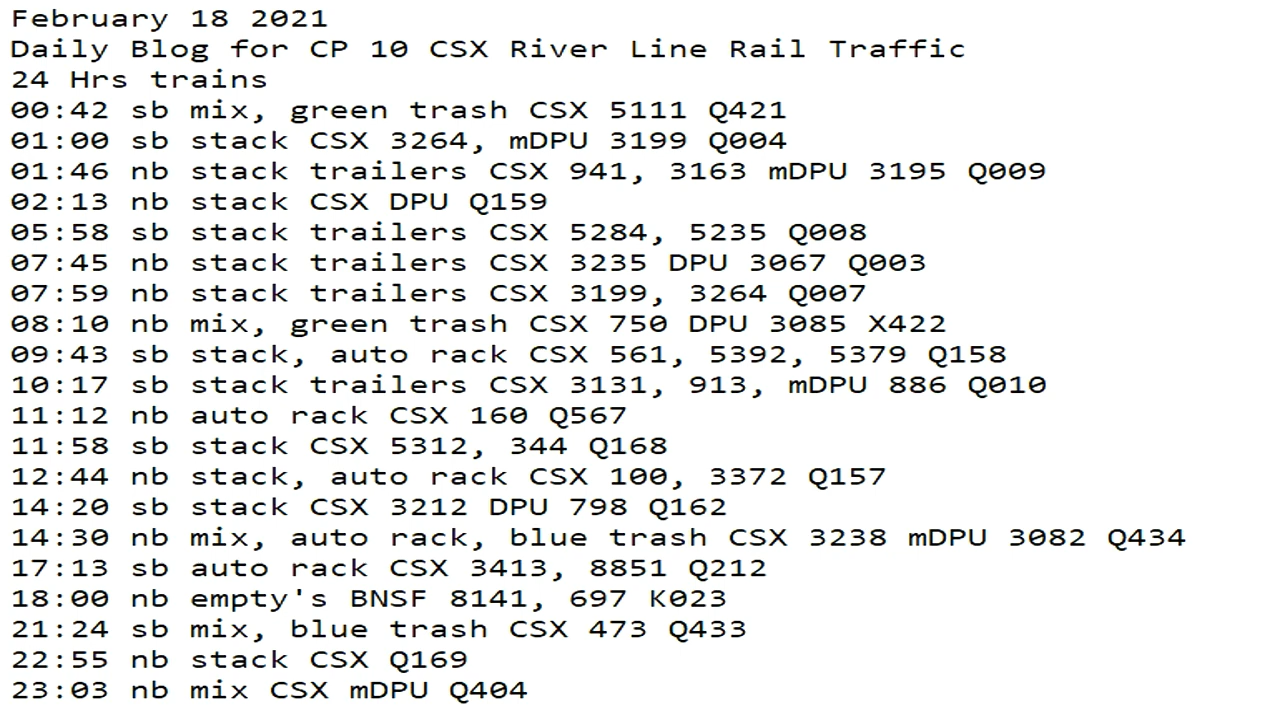 February 18 2021
Daily Blog for CP 10 CSX River Line Rail Traffic
24 Hrs trains
00:42 sb mix, green trash CSX 5111 Q421
01:00 sb stack CSX 3264, mDPU 3199 Q004
01:46 nb stack trailers CSX 941, 3163 mDPU 3195 Q009
02:13 nb stack CSX DPU Q159
05:58 sb stack trailers CSX 5284, 5235 Q008
07:45 nb stack trailers CSX 3235 DPU 3067 Q003
07:59 nb stack trailers CSX 3199, 3264 Q007
08:10 nb mix, green trash CSX 750 DPU 3085 X422
09:43 sb stack, auto rack CSX 561, 5392, 5379 Q158
10:17 sb stack trailers CSX 3131, 913, mDPU 886 Q010
11:12 nb auto rack CSX 160 Q567
11:58 sb stack CSX 5312, 344 Q168
12:44 nb stack, auto rack CSX 100, 3372 Q157
14:20 sb stack CSX 3212 DPU 798 Q162
14:30 nb mix, auto rack, blue trash CSX 3238 mDPU 3082 Q434
17:13 sb auto rack CSX 3413, 8851 Q212
18:00 nb empty's BNSF 8141, 697 K023
21:24 sb mix, blue trash CSX 473 Q433
22:55 nb stack CSX Q169
23:03 nb mix CSX mDPU Q404